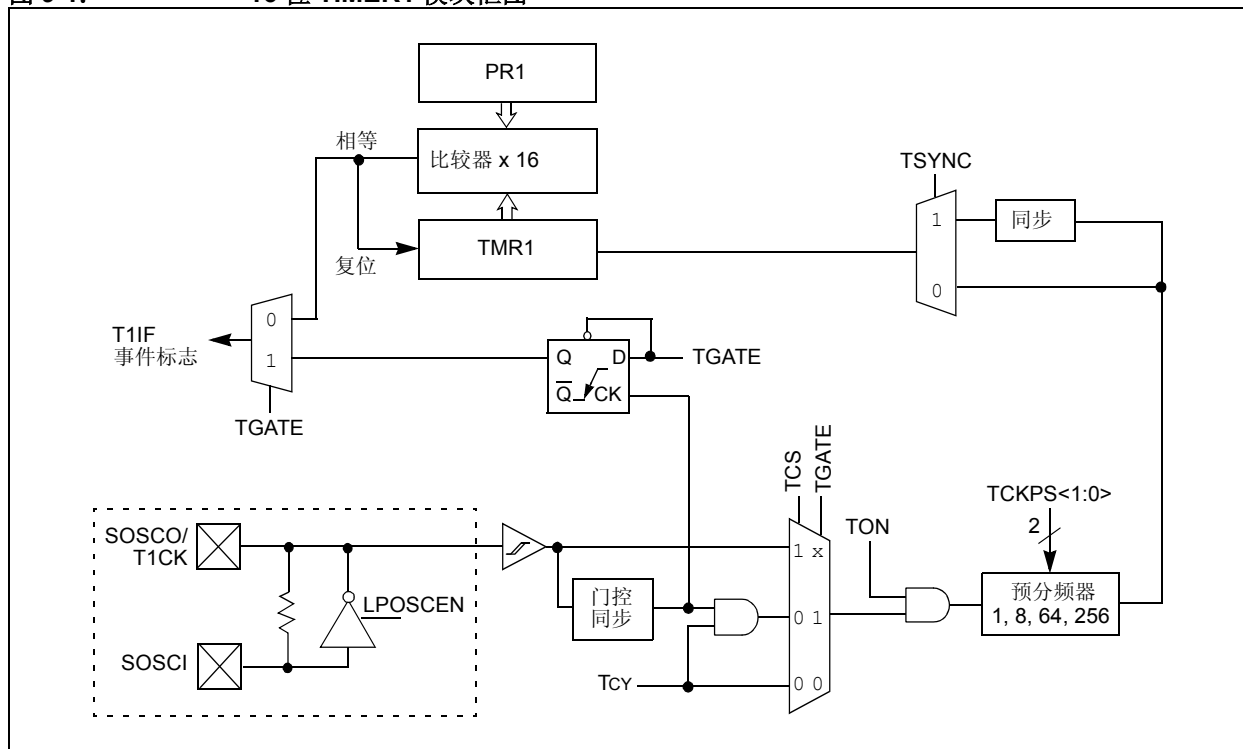 PR1
相等
比较器 x 16
TSYNC
1
同步
复位
TMR1
0
T1IF
事件标志
0
1
TGATE
Q
D
TGATE
Q
CK
TCS
TGATE
TCKPS<1:0>
2
TON
SOSCO/
T1CK
1 x
预分频器
1, 8, 64, 256
门控
同步
LPOSCEN
0 1
SOSCI
TCY
0 0